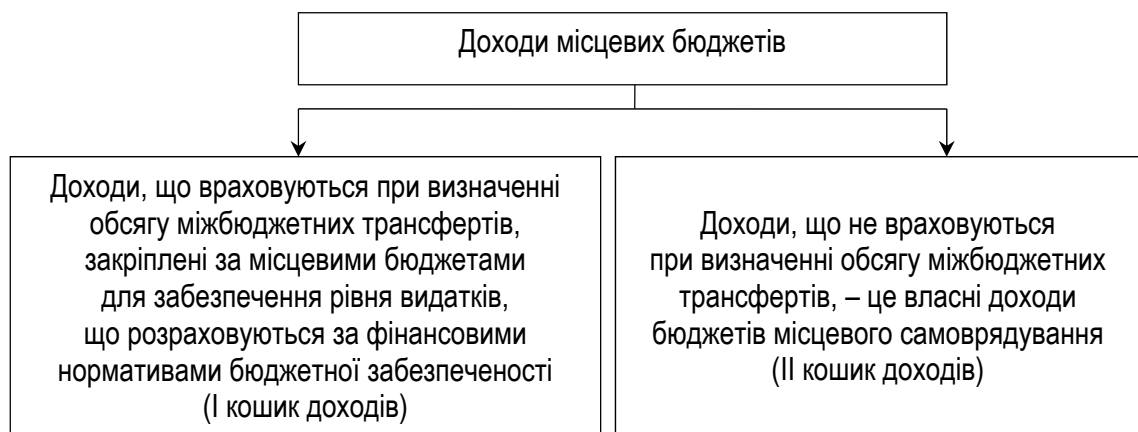 Доходи місцевих бюджетів
Доходи, що враховуються при визначенні
обсягу міжбюджетних трансфертів,
закріплені за місцевими бюджетами
для забезпечення рівня видатків,
що розраховуються за фінансовими
нормативами бюджетної забезпеченості
(І кошик доходів)
Доходи, що не враховуються
при визначенні обсягу міжбюджетних
трансфертів, – це власні доходи
бюджетів місцевого самоврядування
(ІІ кошик доходів)